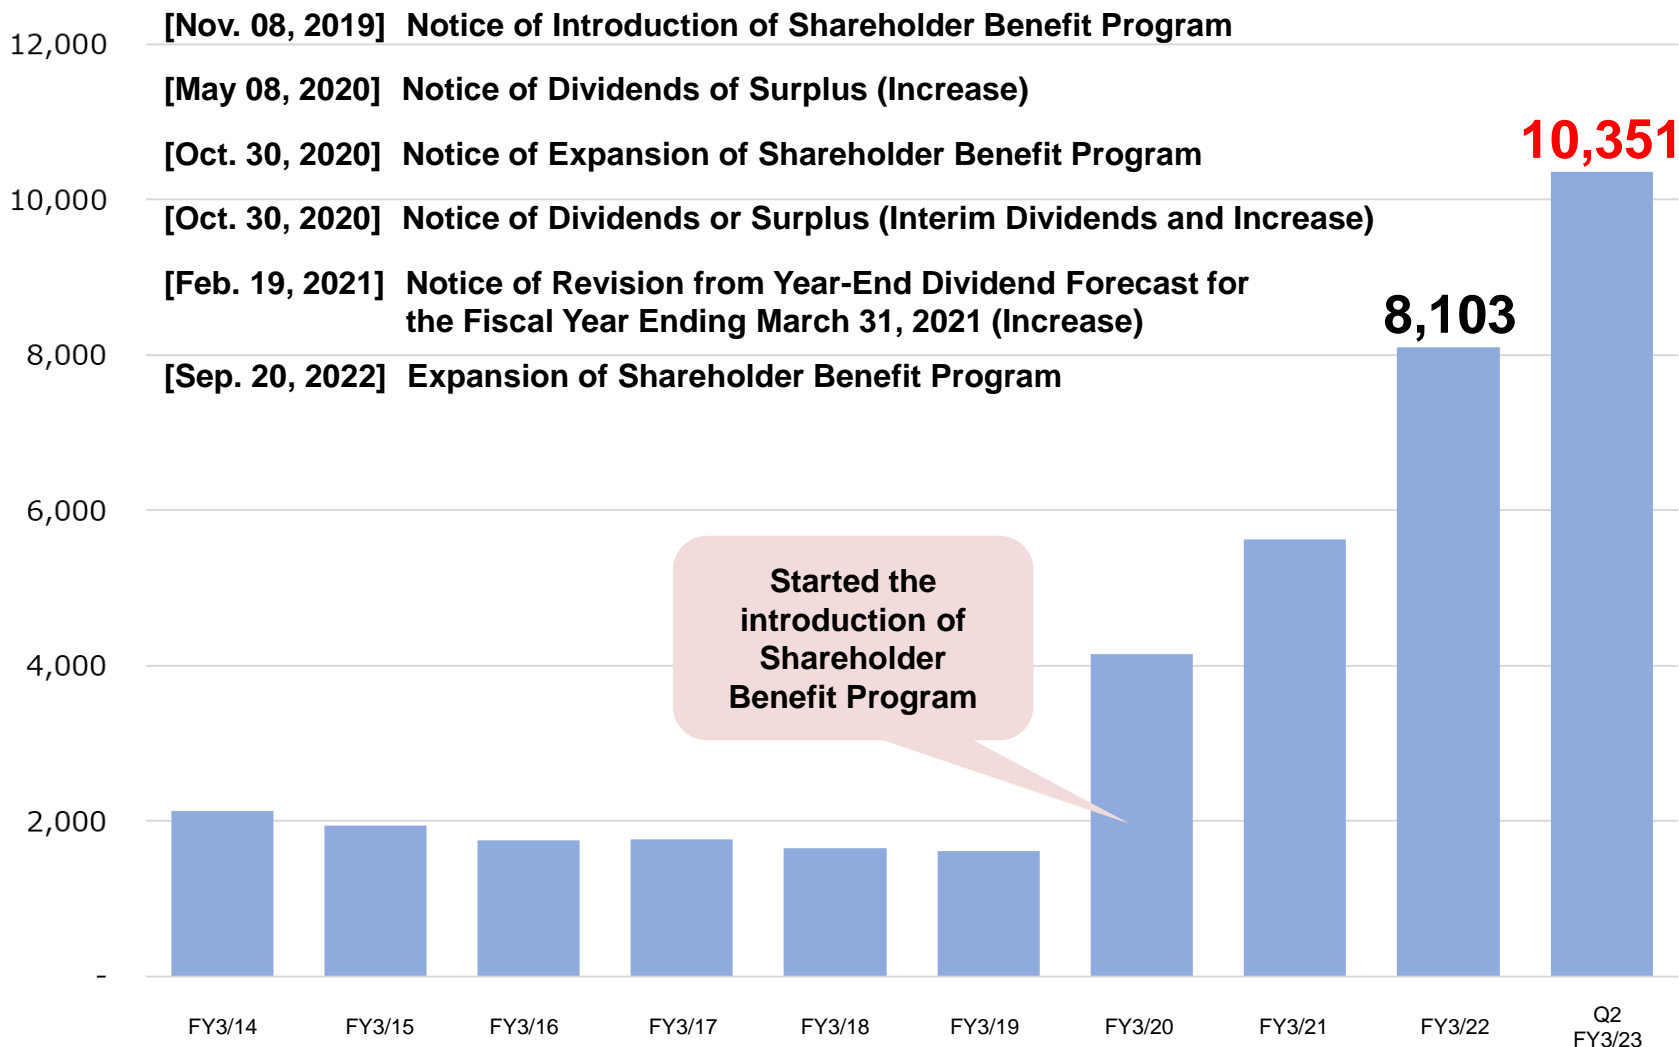 [Nov. 08, 2019] Notice of Introduction of Shareholder Benefit Program
12,000
[May 08, 2020] Notice of Dividends of Surplus (Increase)
[Oct. 30, 2020] Notice of Expansion of Shareholder Benefit Program
10,351
10,000
[Oct. 30, 2020] Notice of Dividends or Surplus (Interim Dividends and Increase)
[Feb. 19, 2021] Notice of Revision from Year-End Dividend Forecast for
the Fiscal Year Ending March 31, 2021 (Increase)
8,103
8,000
[Sep. 20, 2022] Expansion of Shareholder Benefit Program
6,000
Started the
introduction of
Shareholder
Benefit Program
4,000
2,000
-
FY3/14 FY3/15 FY3/16 FY3/17 FY3/18 FY3/19 FY3/20 FY3/21 FY3/22 Q2
FY3/23